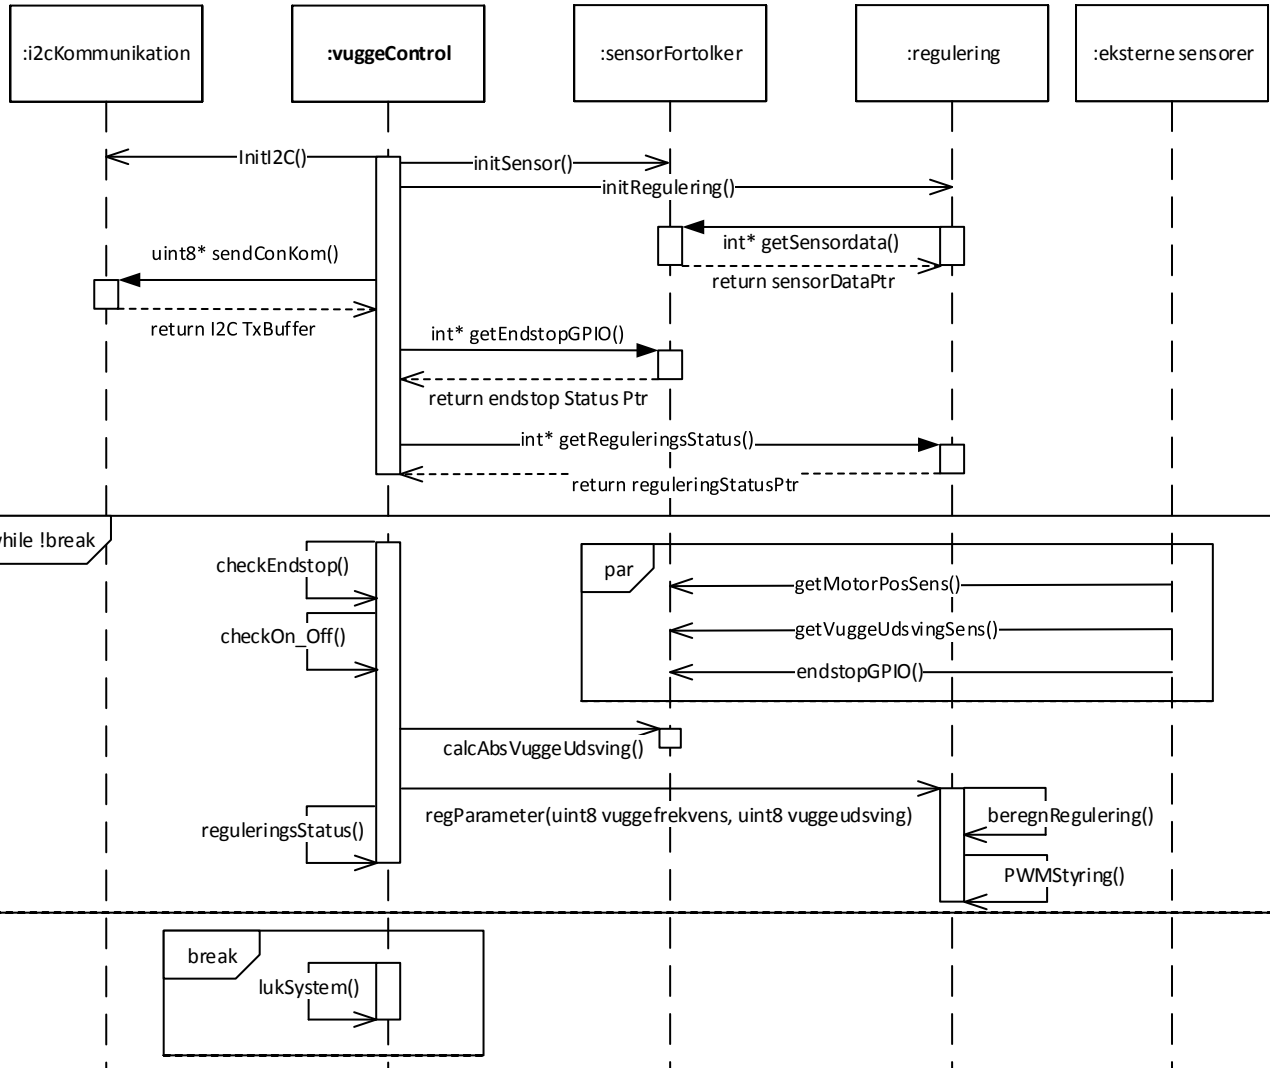 :i2cKommunikation
:vuggeControl
:sensorFortolker
:regulering
:eksterne sensorer
InitI2C()
initSensor()
initRegulering()
int* getSensordata()
uint8* sendConKom()
return sensorDataPtr
return I2C TxBuffer
int* getEndstopGPIO()
return endstop Status Ptr
int* getReguleringsStatus()
return reguleringStatusPtr
hile !break
checkEndstop()
par
getMotorPosSens()
checkOn_Off()
getVuggeUdsvingSens()
endstopGPIO()
calcAbsVuggeUdsving()
regParameter(uint8 vuggefrekvens, uint8 vuggeudsving)
beregnRegulering()
reguleringsStatus()
PWMStyring()
break
lukSystem()